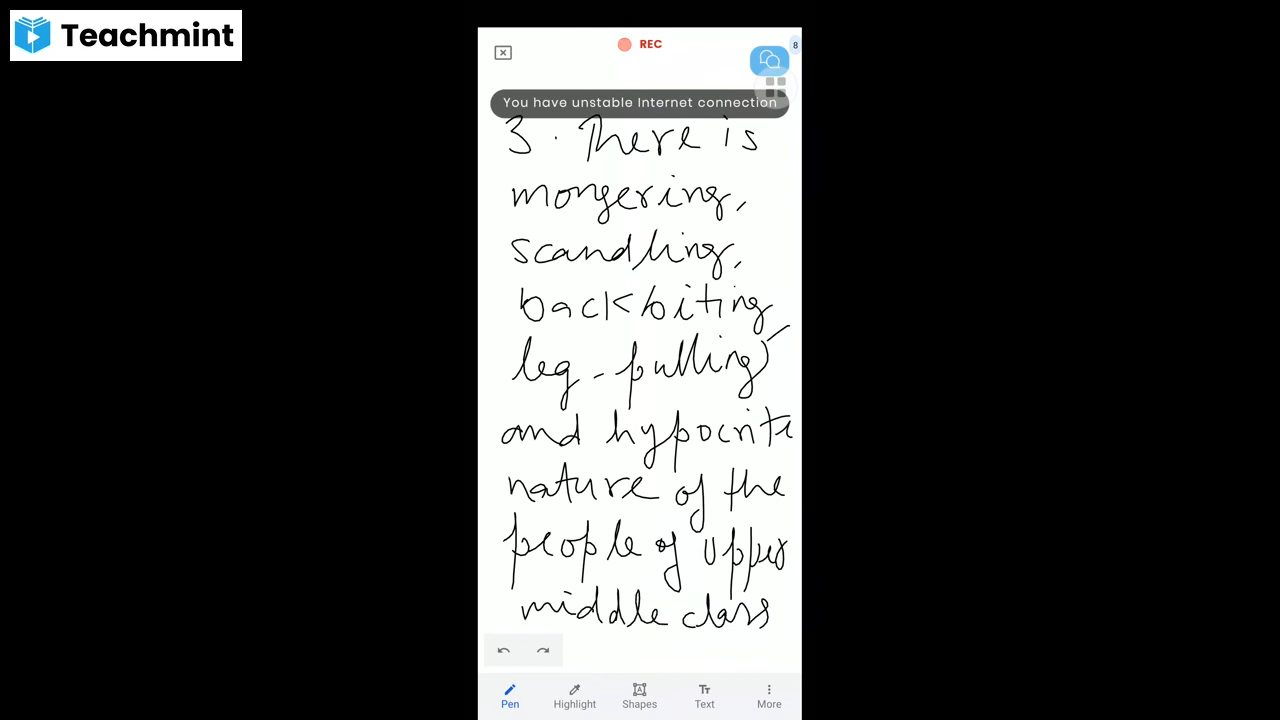 Teachmint
REC
8
You have unstable Internet connection
3. There is
mongering,
scandling,
backbiting,
leg-pulling
and hypocrite
nature of the
people of upper
middle class
Pen
Highlight
Shapes
Text
More